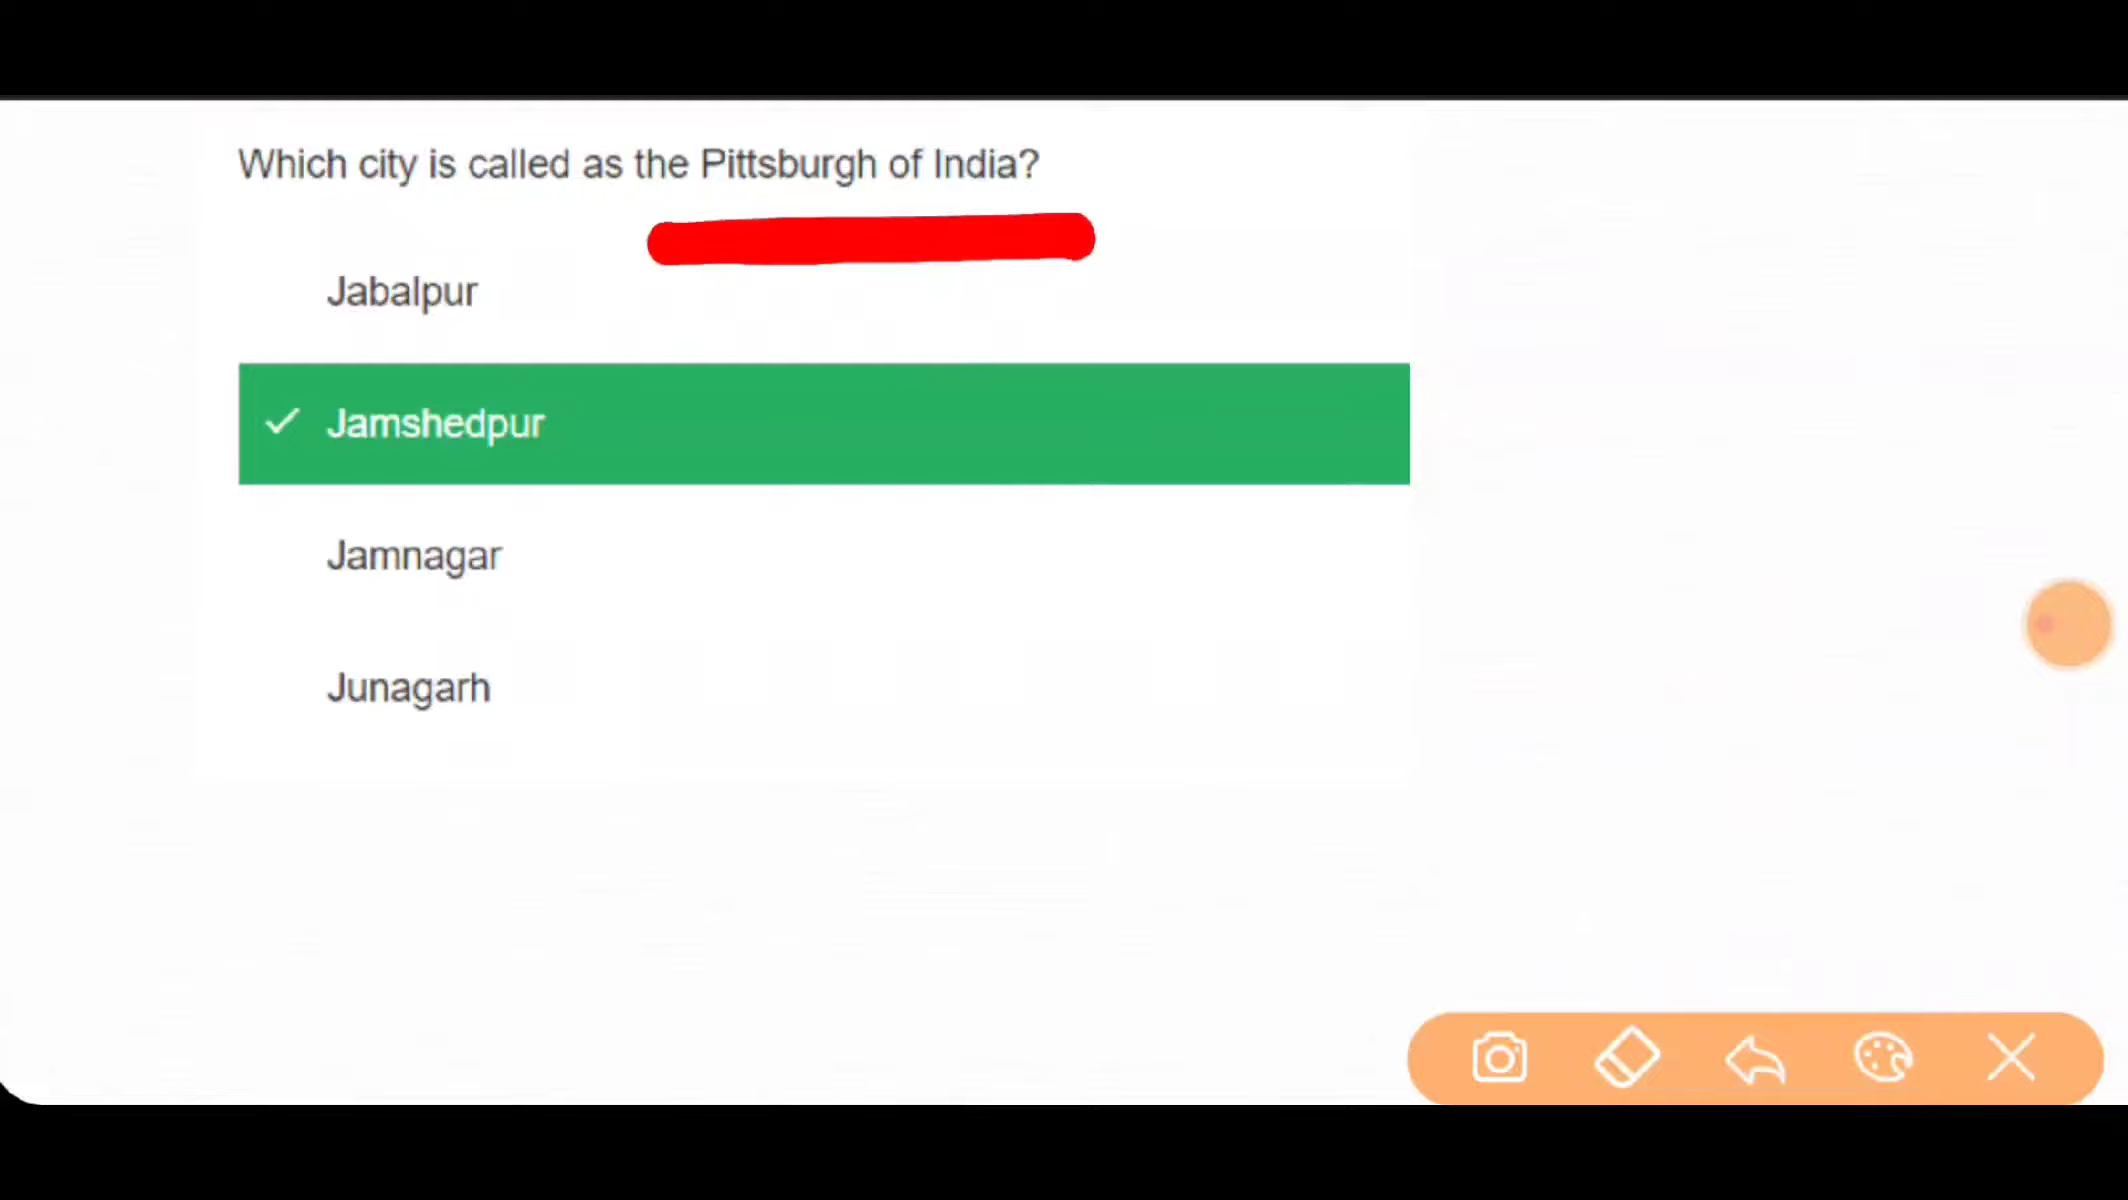 Which city is called as the Pittsburgh of India?
Jabalpur
Jamshedpur
Jamnagar
Junagarh